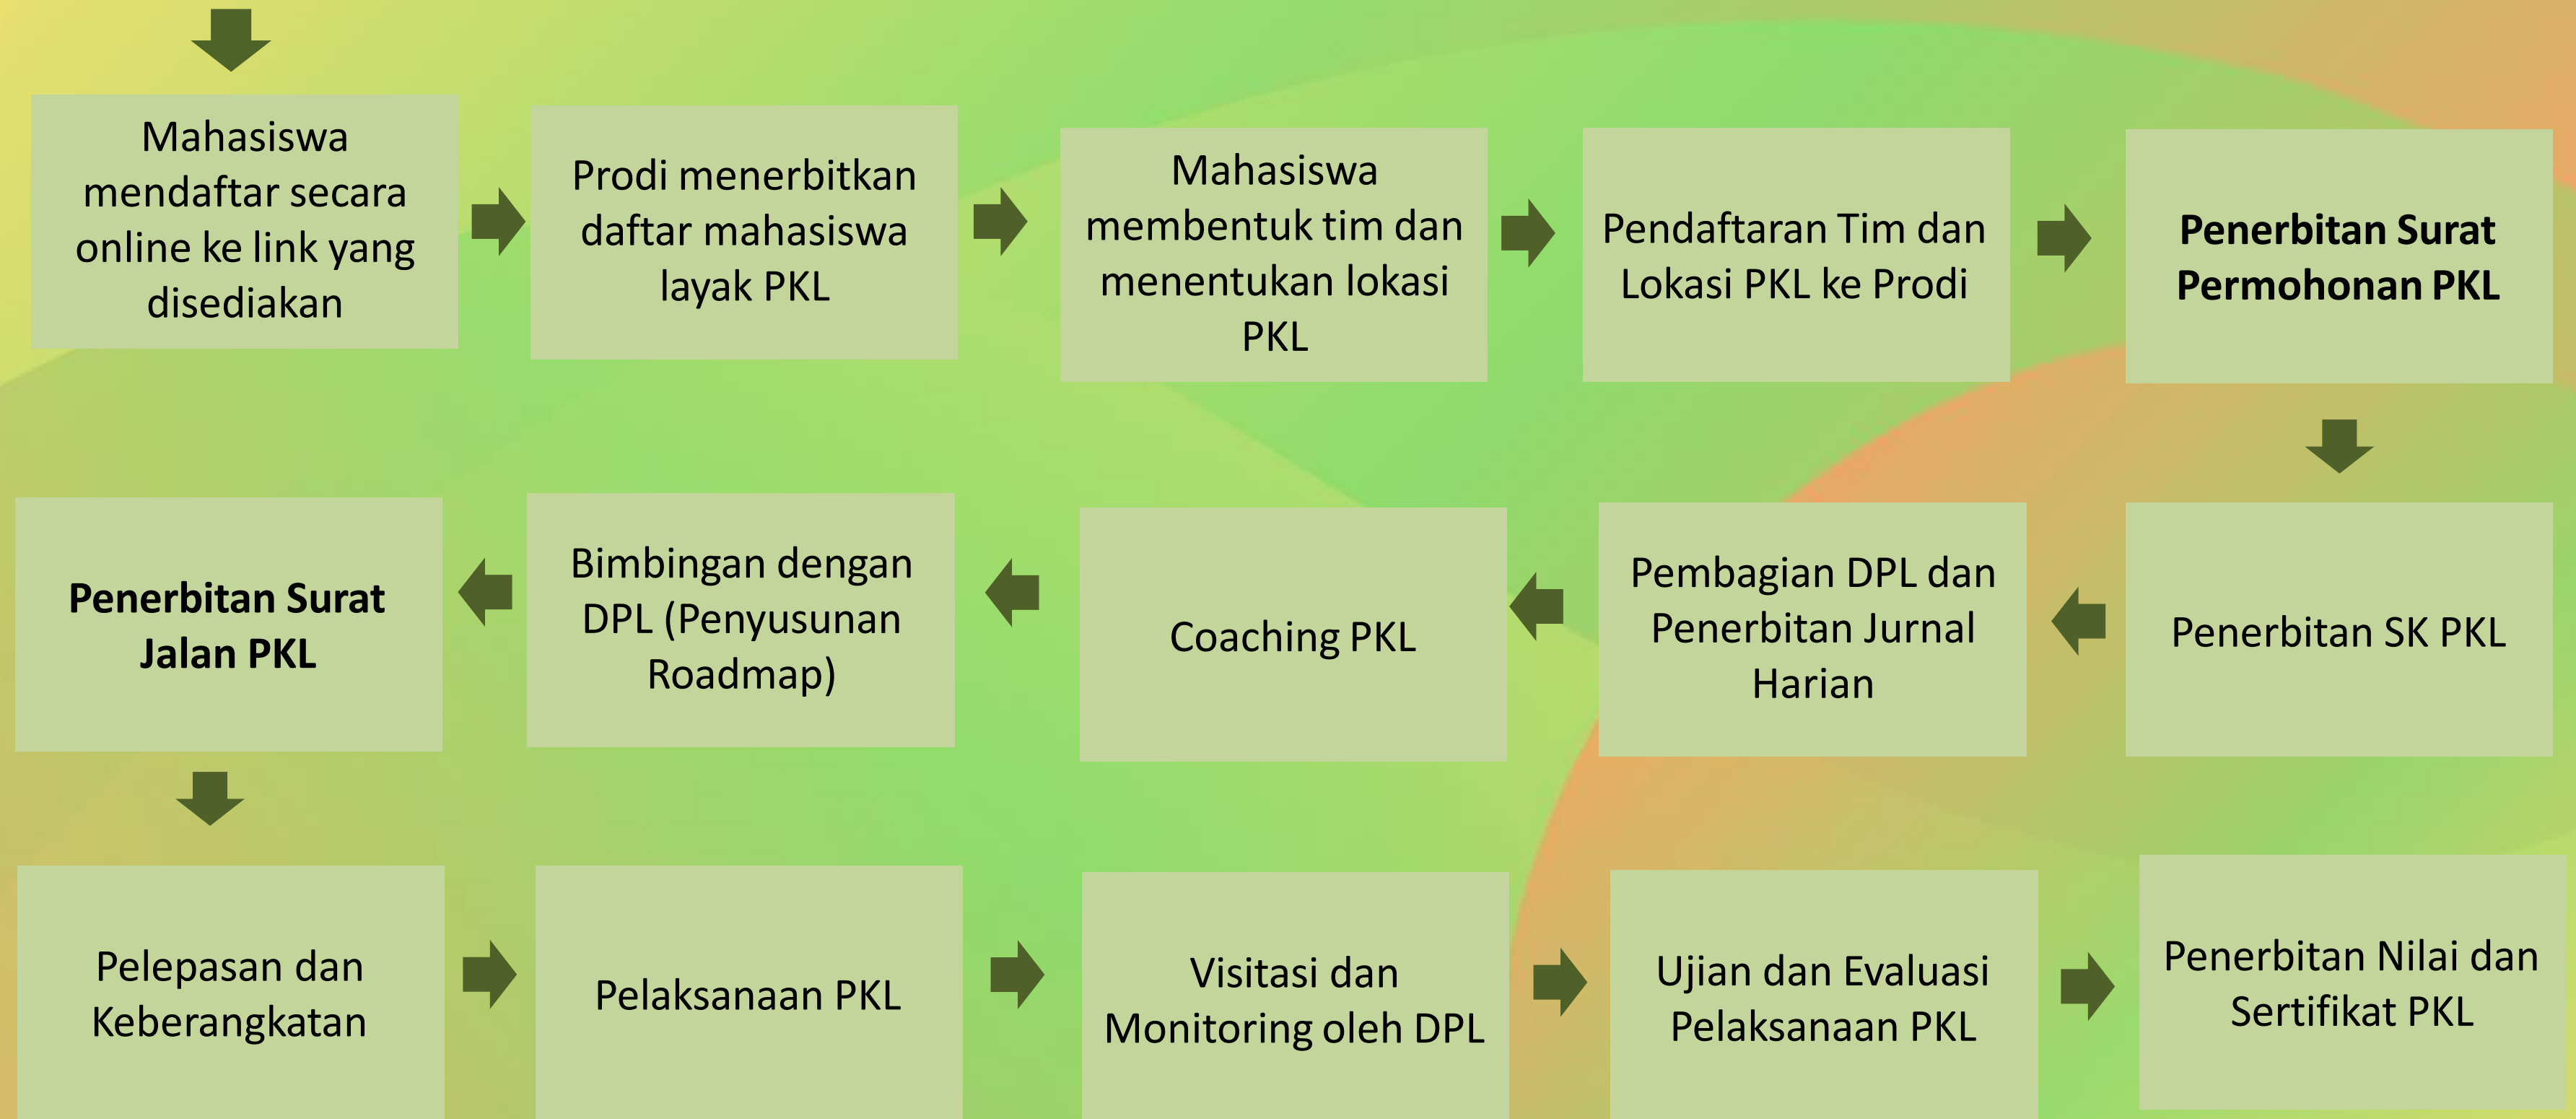 Mahasiswa
mendaftar secara
online ke link yang
disediakan
Prodi menerbitkan
daftar mahasiswa
layak PKL
Mahasiswa
membentuk tim dan
menentukan lokasi
PKL
Pendaftaran Tim dan
Lokasi PKL ke Prodi
Penerbitan Surat
Permohonan PKL
Penerbitan SK PKL
Pembagian DPL dan
Penerbitan Jurnal
Harian
Coaching PKL
Bimbingan dengan
DPL (Penyusunan
Roadmap)
Penerbitan Surat
Jalan PKL
Pelepasan dan
Keberangkatan
Pelaksanaan PKL
Visitasi dan
Monitoring oleh DPL
Ujian dan Evaluasi
Pelaksanaan PKL
Penerbitan Nilai dan
Sertifikat PKL